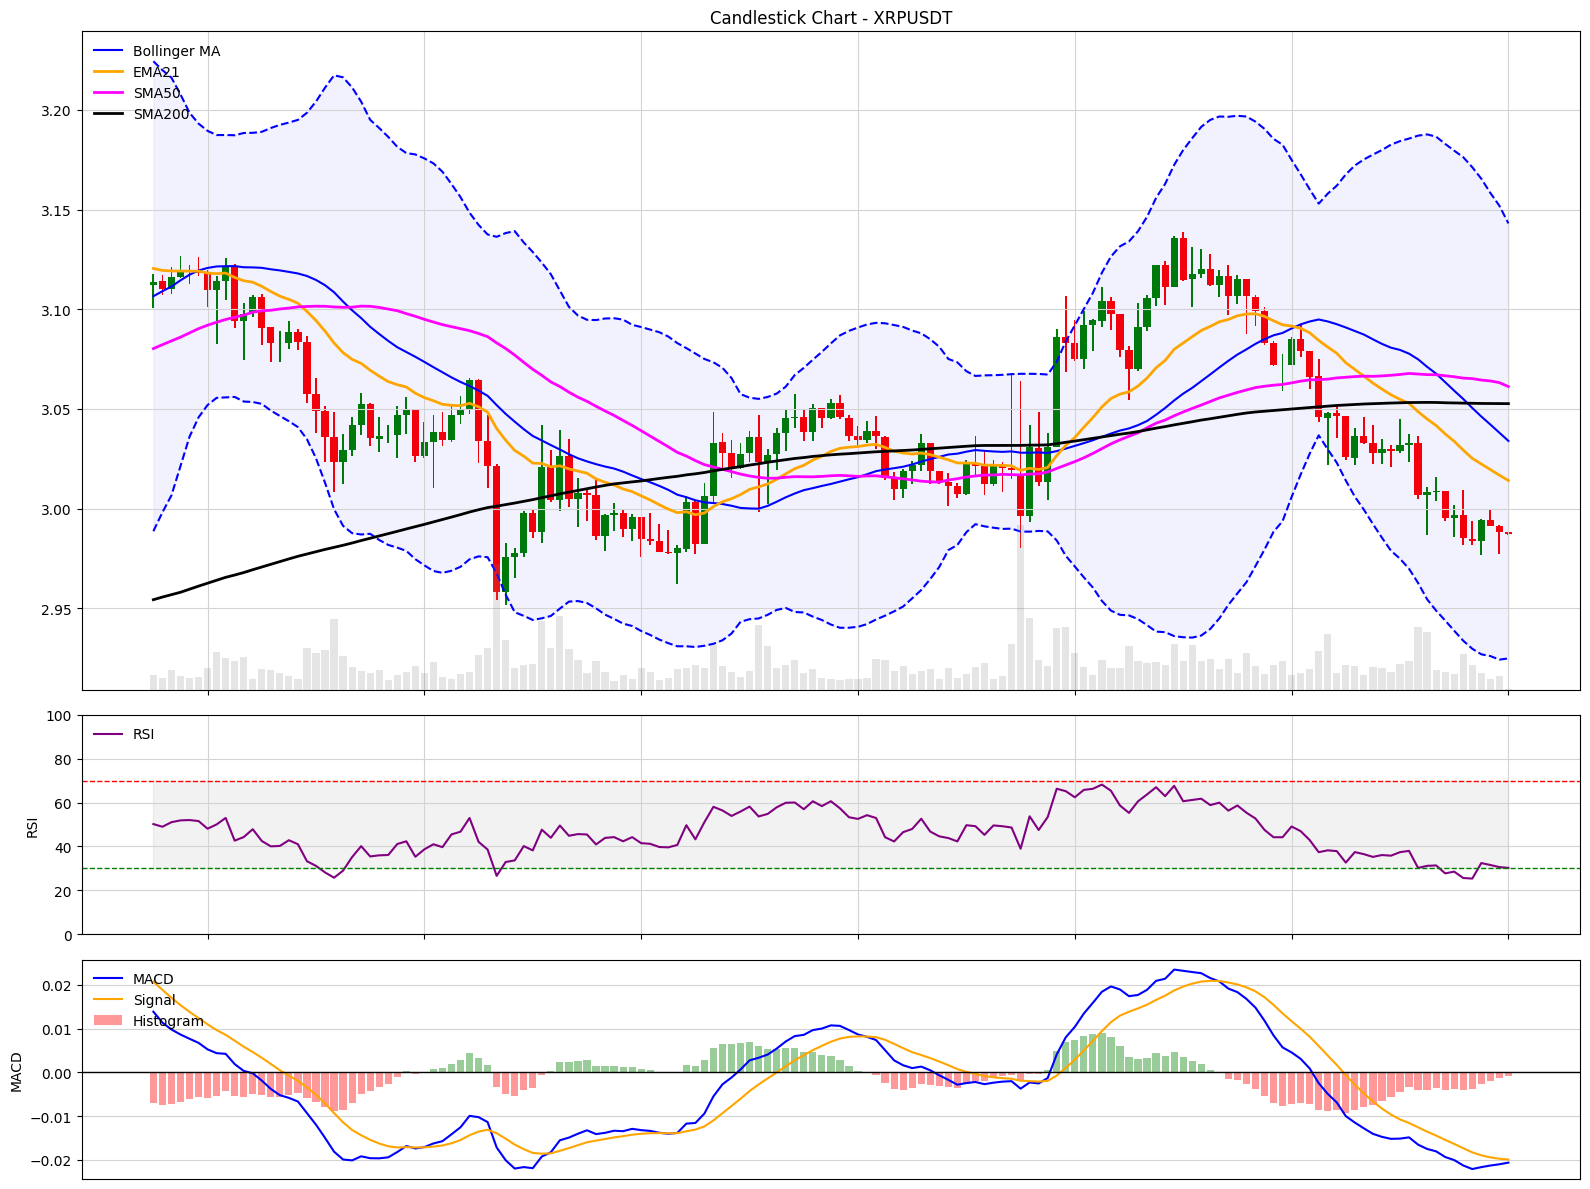 Candlestick Chart - XRPUSDT
Bollinger MA
EMA21
SMA50
SMA200
3.20
3.15
3.10
3.05
3.00
2.95
RSI
100
80
60
40
20
0
RSI
MACD
Signal
Histogram
0.02
0.01
0.00
−0.01
−0.02
MACD